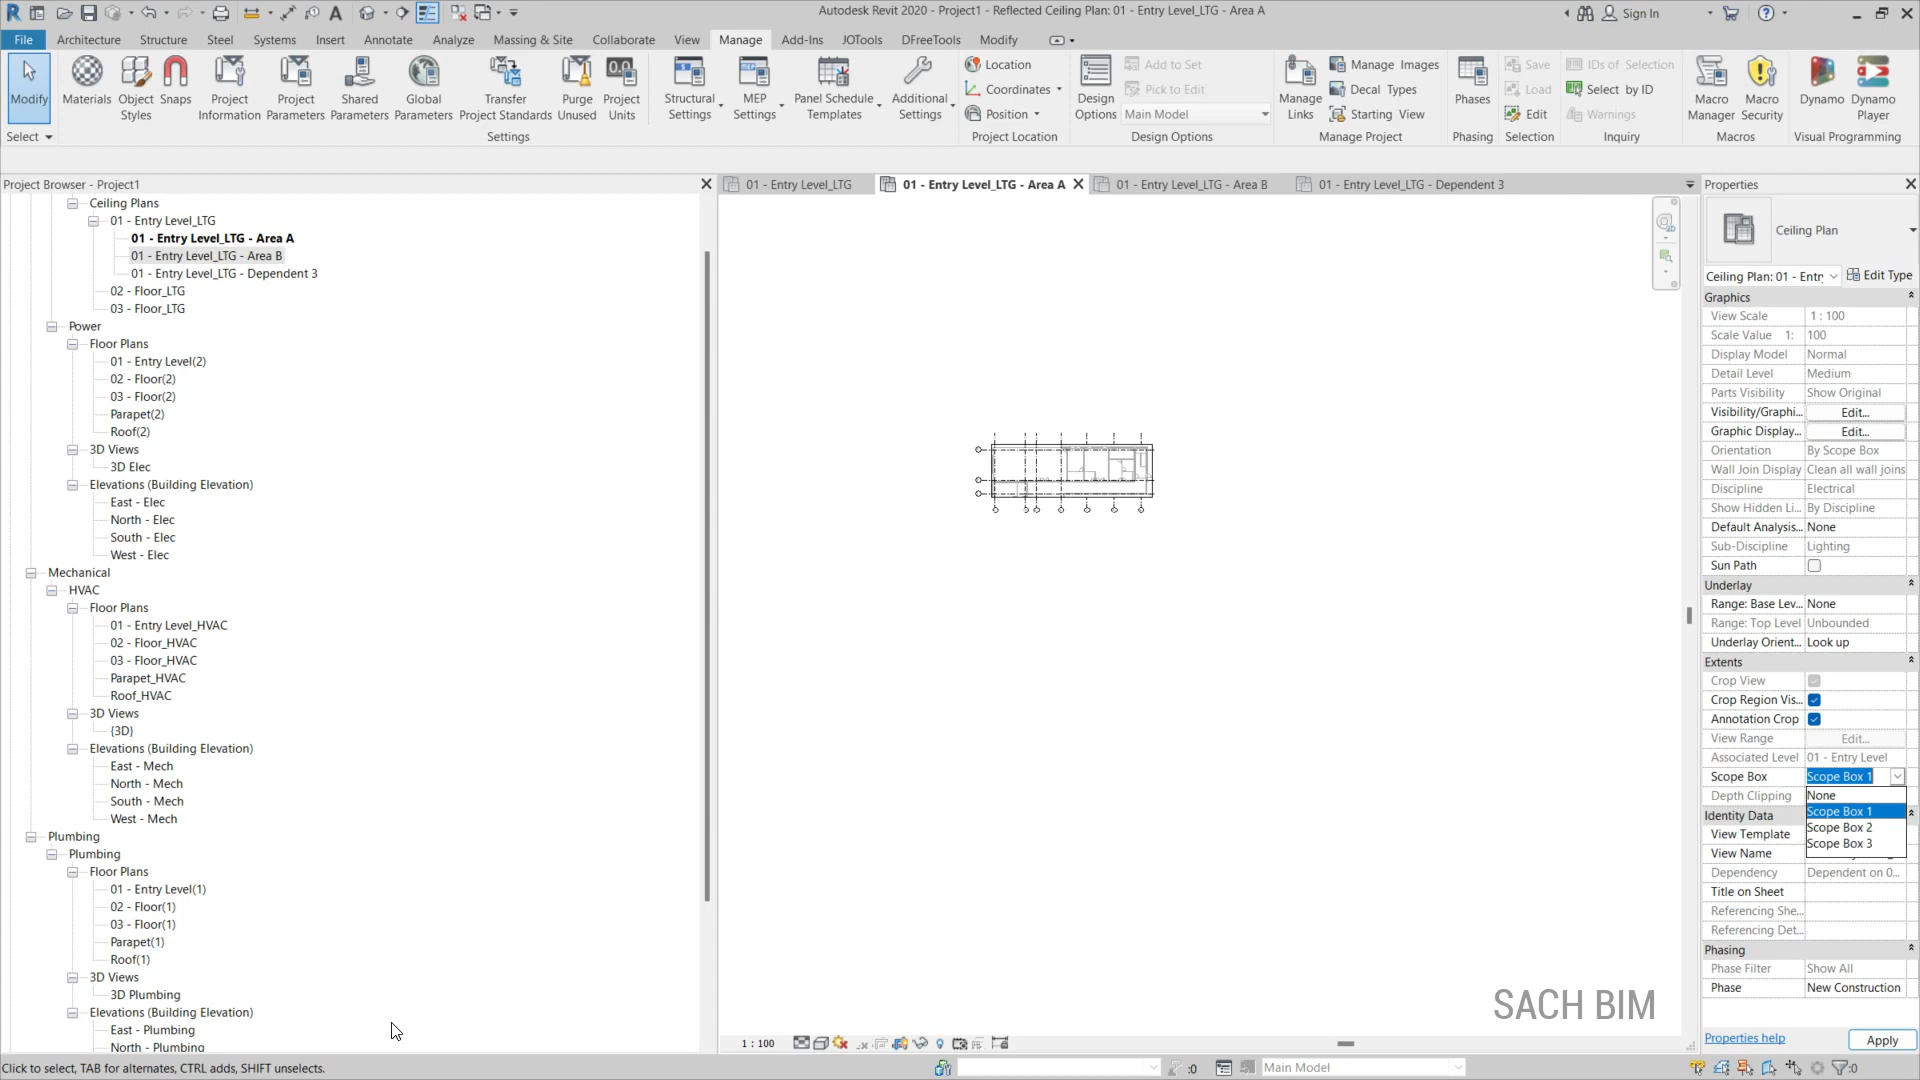 Autodesk Revit 2020 - Project1 - Reflected Ceiling Plan: 01 - Entry Level_LTG - Area A
Sign In
File Architecture Structure Steel Systems Insert Annotate Analyze Massing & Site Collaborate View Manage Add-Ins JOTools DFreeTools Modify
Modify
Materials
Object Styles
Snaps
Project Information
Project Parameters
Shared Parameters
Global Parameters
Transfer Project Standards
Purge Unused
Project Units
Structural Settings
MEP Settings
Panel Schedule Templates
Additional Settings
Location
Coordinates
Position
Design Options
Add to Set
Pick to Edit
Main Model
Manage Links
Manage Images
Decal Types
Starting View
Phases
Save
Load
Edit
IDs of Selection
Select by ID
Warnings
Macro Manager
Macro Security
Dynamo
Dynamo Player
Select
Settings
Project Location
Design Options
Manage Project
Phasing
Selection
Inquiry
Macros
Visual Programming
Project Browser - Project1
Ceiling Plans
01 - Entry Level_LTG
01 - Entry Level_LTG - Area A
01 - Entry Level_LTG - Area B
01 - Entry Level_LTG - Dependent 3
02 - Floor_LTG
03 - Floor_LTG
Power
Floor Plans
01 - Entry Level(2)
02 - Floor(2)
03 - Floor(2)
Parapet(2)
Roof(2)
3D Views
3D Elec
Elevations (Building Elevation)
East - Elec
North - Elec
South - Elec
West - Elec
Mechanical
HVAC
Floor Plans
01 - Entry Level_HVAC
02 - Floor_HVAC
03 - Floor_HVAC
Parapet_HVAC
Roof_HVAC
3D Views
{3D}
Elevations (Building Elevation)
East - Mech
North - Mech
South - Mech
West - Mech
Plumbing
Plumbing
Floor Plans
01 - Entry Level(1)
02 - Floor(1)
03 - Floor(1)
Parapet(1)
Roof(1)
3D Views
3D Plumbing
Elevations (Building Elevation)
East - Plumbing
North - Plumbing
01 - Entry Level_LTG
01 - Entry Level_LTG - Area A
01 - Entry Level_LTG - Area B
01 - Entry Level_LTG - Dependent 3
SACH BIM
1 : 100
Properties
Ceiling Plan
Ceiling Plan: 01 - Entr
Edit Type
Graphics
View Scale 1 : 100
Scale Value 1: 100
Display Model Normal
Detail Level Medium
Parts Visibility Show Original
Visibility/Graphi... Edit...
Graphic Display... Edit...
Orientation By Scope Box
Wall Join Display Clean all wall joins
Discipline Electrical
Show Hidden Li... By Discipline
Default Analysis... None
Sub-Discipline Lighting
Sun Path
Underlay
Range: Base Lev... None
Range: Top Level Unbounded
Underlay Orient... Look up
Extents
Crop View
Crop Region Vis...
Annotation Crop
View Range Edit...
Associated Level 01 - Entry Level
Scope Box Scope Box 1
Depth Clipping
None
Scope Box 1
Scope Box 2
Scope Box 3
Identity Data
View Template
View Name
Dependency Dependent on 0...
Title on Sheet
Referencing She...
Referencing Det...
Phasing
Phase Filter Show All
Phase New Construction
Properties help
Apply
Click to select, TAB for alternates, CTRL adds, SHIFT unselects.
:0
Main Model
:0